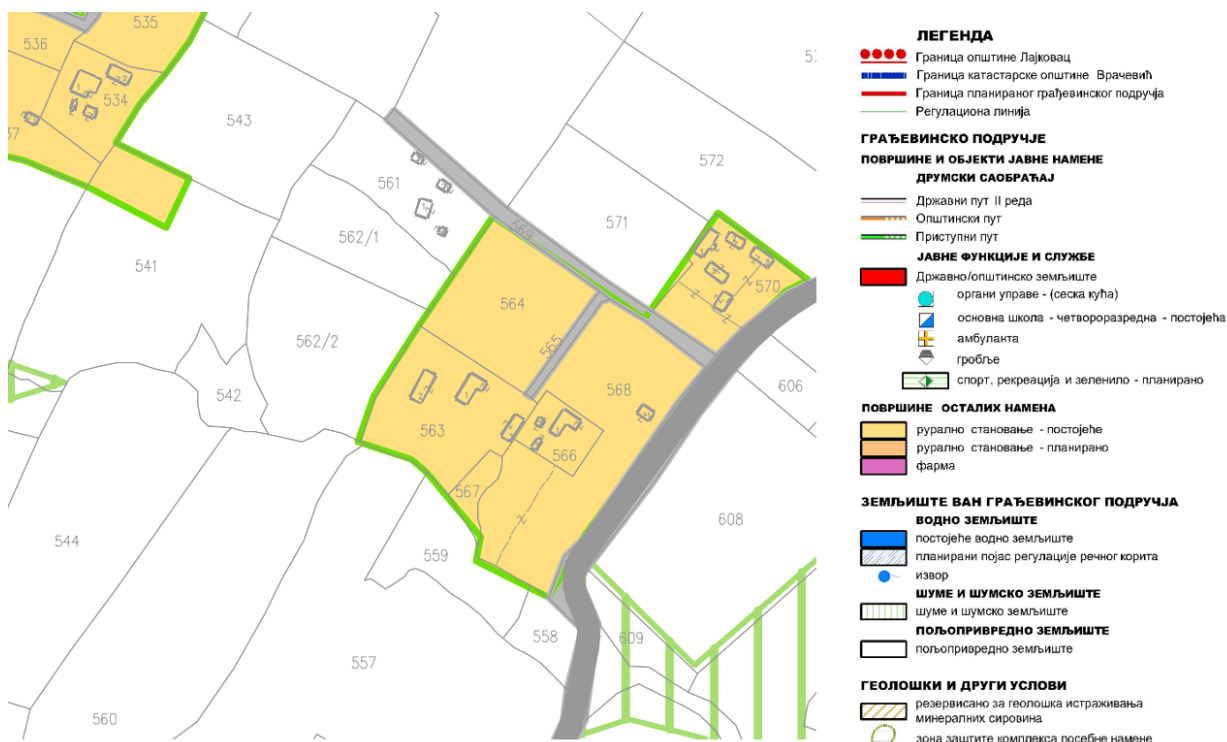 535
536
534
543
572
561
571
569
562/1
541
570
564
562/2
565
606
568
542
563
566
567
608
544
559
558
609
557
560
ЛЕГЕНДА
Граница општине Лајковац
Граница катастарске општине Врачевић
Граница планираног грађевинског подручја
Регулациона линија
ГРАЂЕВИНСКО ПОДРУЧЈЕ
ПОВРШИНЕ И ОБЈЕКТИ ЈАВНЕ НАМЕНЕ
ДРУМСКИ САОБРАЋАЈ
Државни пут II реда
Општински пут
Приступни пут
ЈАВНЕ ФУНКЦИЈЕ И СЛУЖБЕ
Државно/општинско земљиште
органи управе - (сеска кућа)
основна школа - четвороразредна - постојећа
амбуланта
гробље
спорт, рекреација и зеленило - планирано
ПОВРШИНЕ ОСТАЛИХ НАМЕНА
рурално становање - постојеће
рурално становање - планирано
фарма
ЗЕМЉИШТЕ ВАН ГРАЂЕВИНСКОГ ПОДРУЧЈА
ВОДНО ЗЕМЉИШТЕ
постојеће водно земљиште
планирани појас регулације речног корита
извор
ШУМЕ И ШУМСКО ЗЕМЉИШТЕ
шуме и шумско земљиште
ПОЉОПРИВРЕДНО ЗЕМЉИШТЕ
пољопривредно земљиште
ГЕОЛОШКИ И ДРУГИ УСЛОВИ
резервисано за геолошка истраживања
минералних сировина
зона заштите комплекса посебне намене